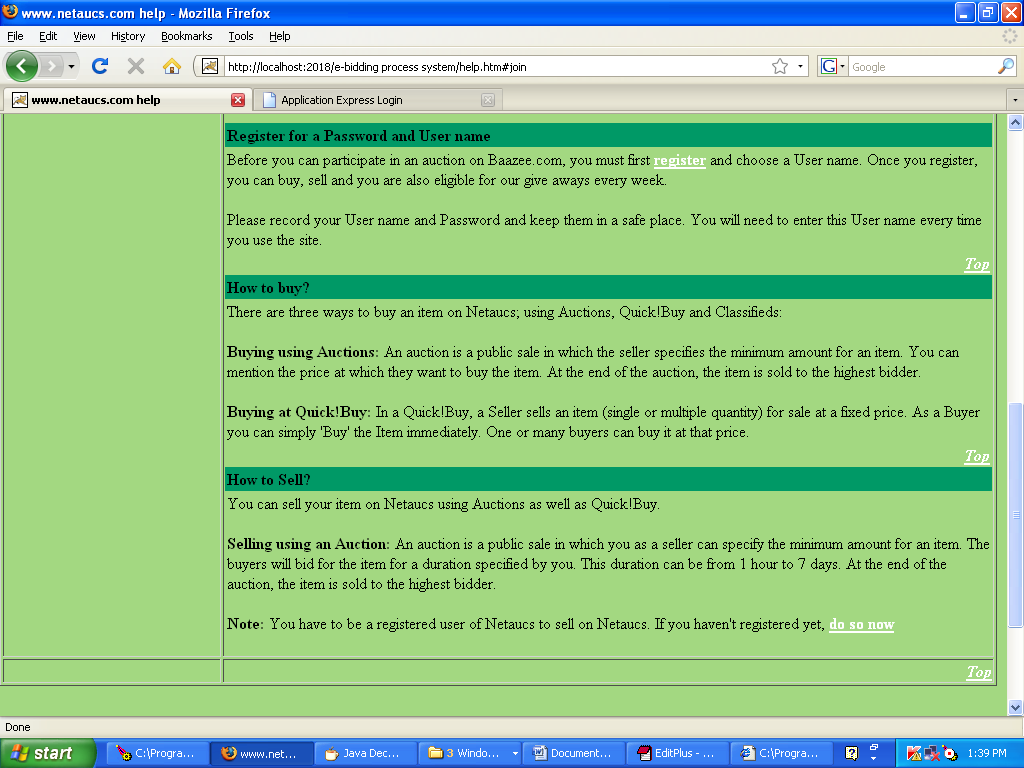 www.netaucs.com help - Mozilla Firefox
File Edit View History Bookmarks Tools Help
http://localhost:2018/e-bidding process system/help.htm#join
G Google
www.netaucs.com help
Application Express Login
Register for a Password and User name
Before you can participate in an auction on Baazee.com, you must first register and choose a User name. Once you register,
you can buy, sell and you are also eligible for our give aways every week.
Please record your User name and Password and keep them in a safe place. You will need to enter this User name every time
you use the site.
Top
How to buy?
There are three ways to buy an item on Netaucs; using Auctions, Quick!Buy and Classifieds:
Buying using Auctions: An auction is a public sale in which the seller specifies the minimum amount for an item. You can
mention the price at which they want to buy the item. At the end of the auction, the item is sold to the highest bidder.
Buying at Quick!Buy: In a Quick!Buy, a Seller sells an item (single or multiple quantity) for sale at a fixed price. As a Buyer
you can simply 'Buy' the Item immediately. One or many buyers can buy it at that price.
Top
How to Sell?
You can sell your item on Netaucs using Auctions as well as Quick!Buy.
Selling using an Auction: An auction is a public sale in which you as a seller can specify the minimum amount for an item. The
buyers will bid for the item for a duration specified by you. This duration can be from 1 hour to 7 days. At the end of the
auction, the item is sold to the highest bidder.
Note: You have to be a registered user of Netaucs to sell on Netaucs. If you haven't registered yet, do so now
Top
Done
start C:\Progra... www.net... Java Dec... 3 Windo... Document... EditPlus - ... C:\Progra... 1:39 PM